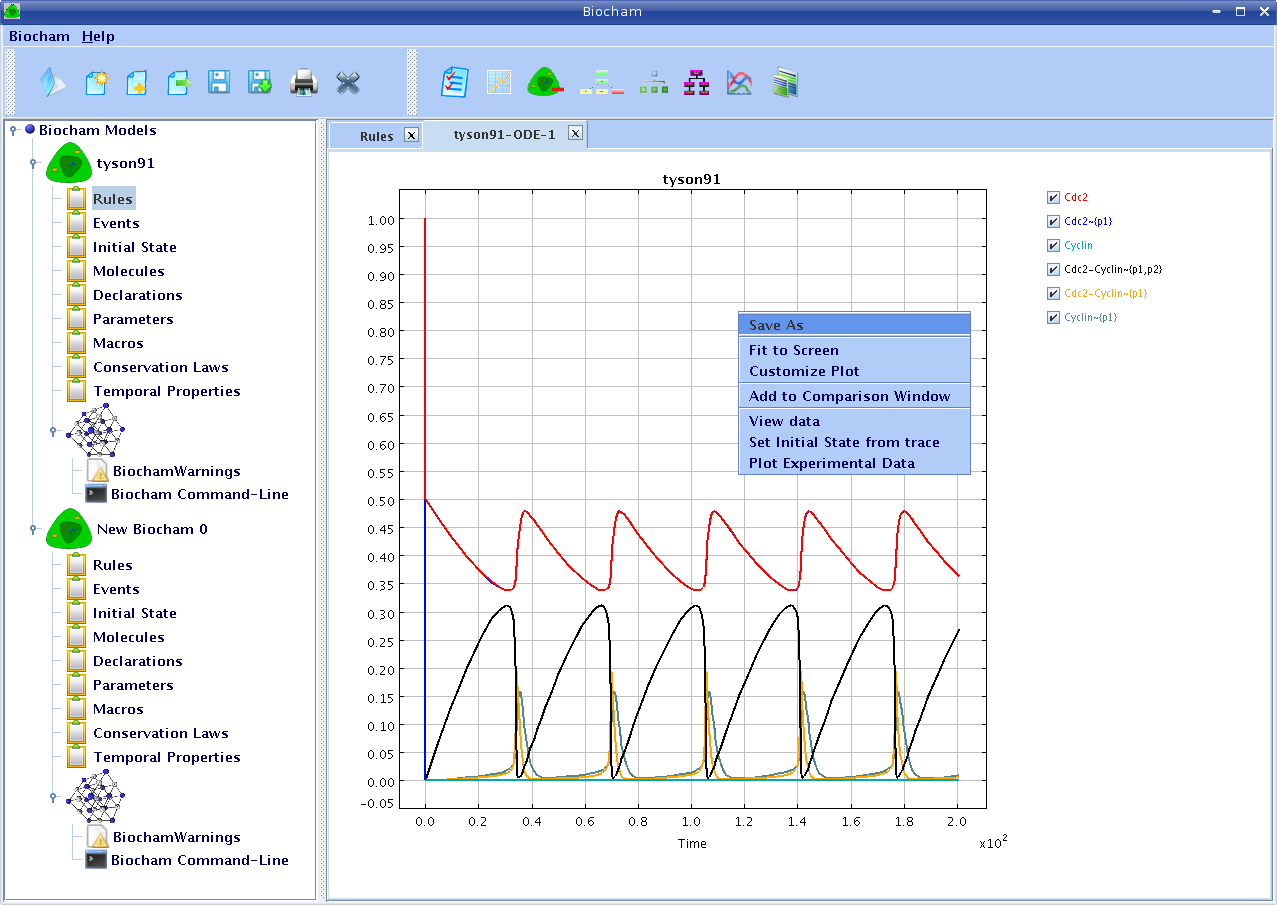 Biocham
Biocham Help
Biocham Models
tyson91
Rules
Events
Initial State
Molecules
Declarations
Parameters
Macros
Conservation Laws
Temporal Properties
BiochamWarnings
Biocham Command-Line
New Biocham 0
Rules
Events
Initial State
Molecules
Declarations
Parameters
Macros
Conservation Laws
Temporal Properties
BiochamWarnings
Biocham Command-Line
Rules x tyson91-ODE-1 x
tyson91
1.00
0.95
0.90
0.85
0.80
0.75
0.70
0.65
0.60
0.55
0.50
0.45
0.40
0.35
0.30
0.25
0.20
0.15
0.10
0.05
0.00
-0.05
0.0 0.2 0.4 0.6 0.8 1.0 1.2 1.4 1.6 1.8 2.0
Time
x10²
Save As
Fit to Screen
Customize Plot
Add to Comparison Window
View data
Set Initial State from trace
Plot Experimental Data
Cdc2
Cdc2~{p1}
Cyclin
Cdc2-Cyclin~{p1,p2}
Cdc2-Cyclin~{p1}
Cyclin~{p1}